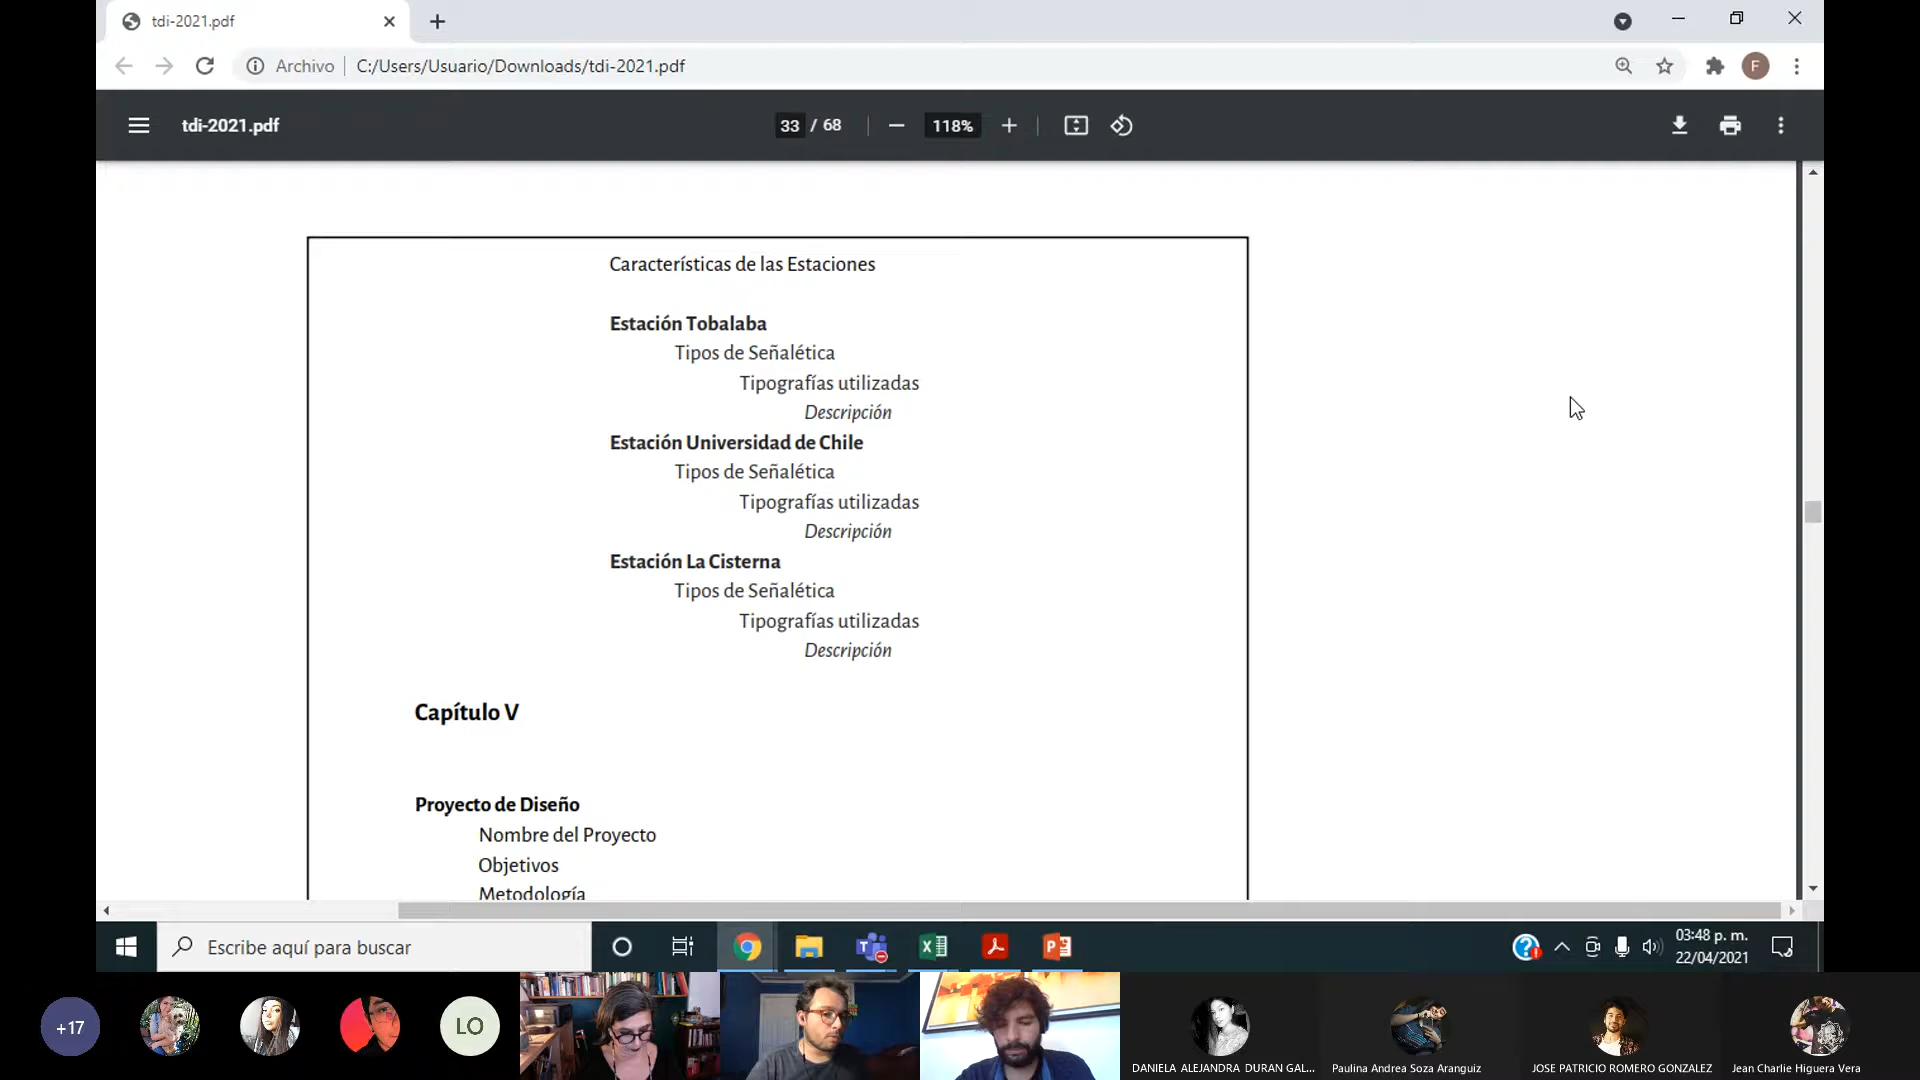 tdi-2021.pdf
Archivo
C:/Users/Usuario/Downloads/tdi-2021.pdf
F
tdi-2021.pdf
33 / 68
118%
Características de las Estaciones
Estación Tobalaba
Tipos de Señalética
Tipografías utilizadas
Descripción
Estación Universidad de Chile
Tipos de Señalética
Tipografías utilizadas
Descripción
Estación La Cisterna
Tipos de Señalética
Tipografías utilizadas
Descripción
Capítulo V
Proyecto de Diseño
Nombre del Proyecto
Objetivos
Metodología
Escribe aquí para buscar
03:48 p. m.
22/04/2021
+17
LO
DANIELA ALEJANDRA DURAN GAL...
Paulina Andrea Soza Aranguiz
JOSE PATRICIO ROMERO GONZALEZ
Jean Charlie Higuera Vera